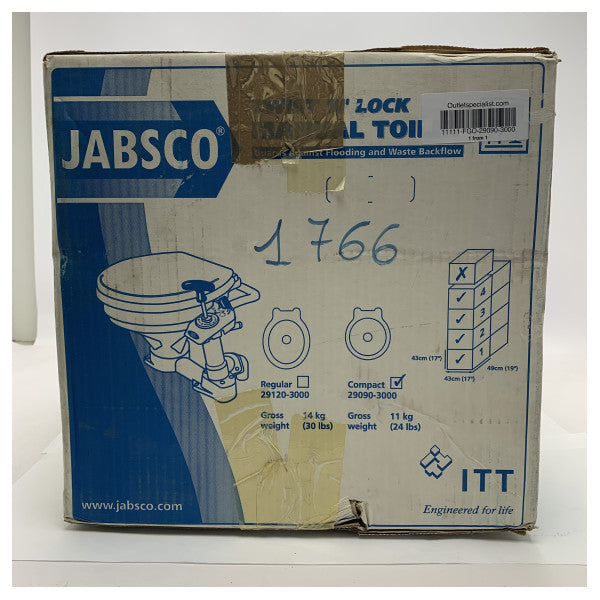 JABSCO®
LOCK
TOI
Guards Against Flooding and Waste Backflow
Outletspecialist.com
11111-FGO-29090-3000
1 from 1
1766
✗
✓ 4
✓ 3
✓ 2
✓ 1
43cm (17")
43cm (17")
49cm (19")
Regular
29120-3000
Gross weight 14 kg (30 lbs)
Compact ✓
29090-3000
Gross weight 11 kg (24 lbs)
ITT
Engineered for life
www.jabsco.com